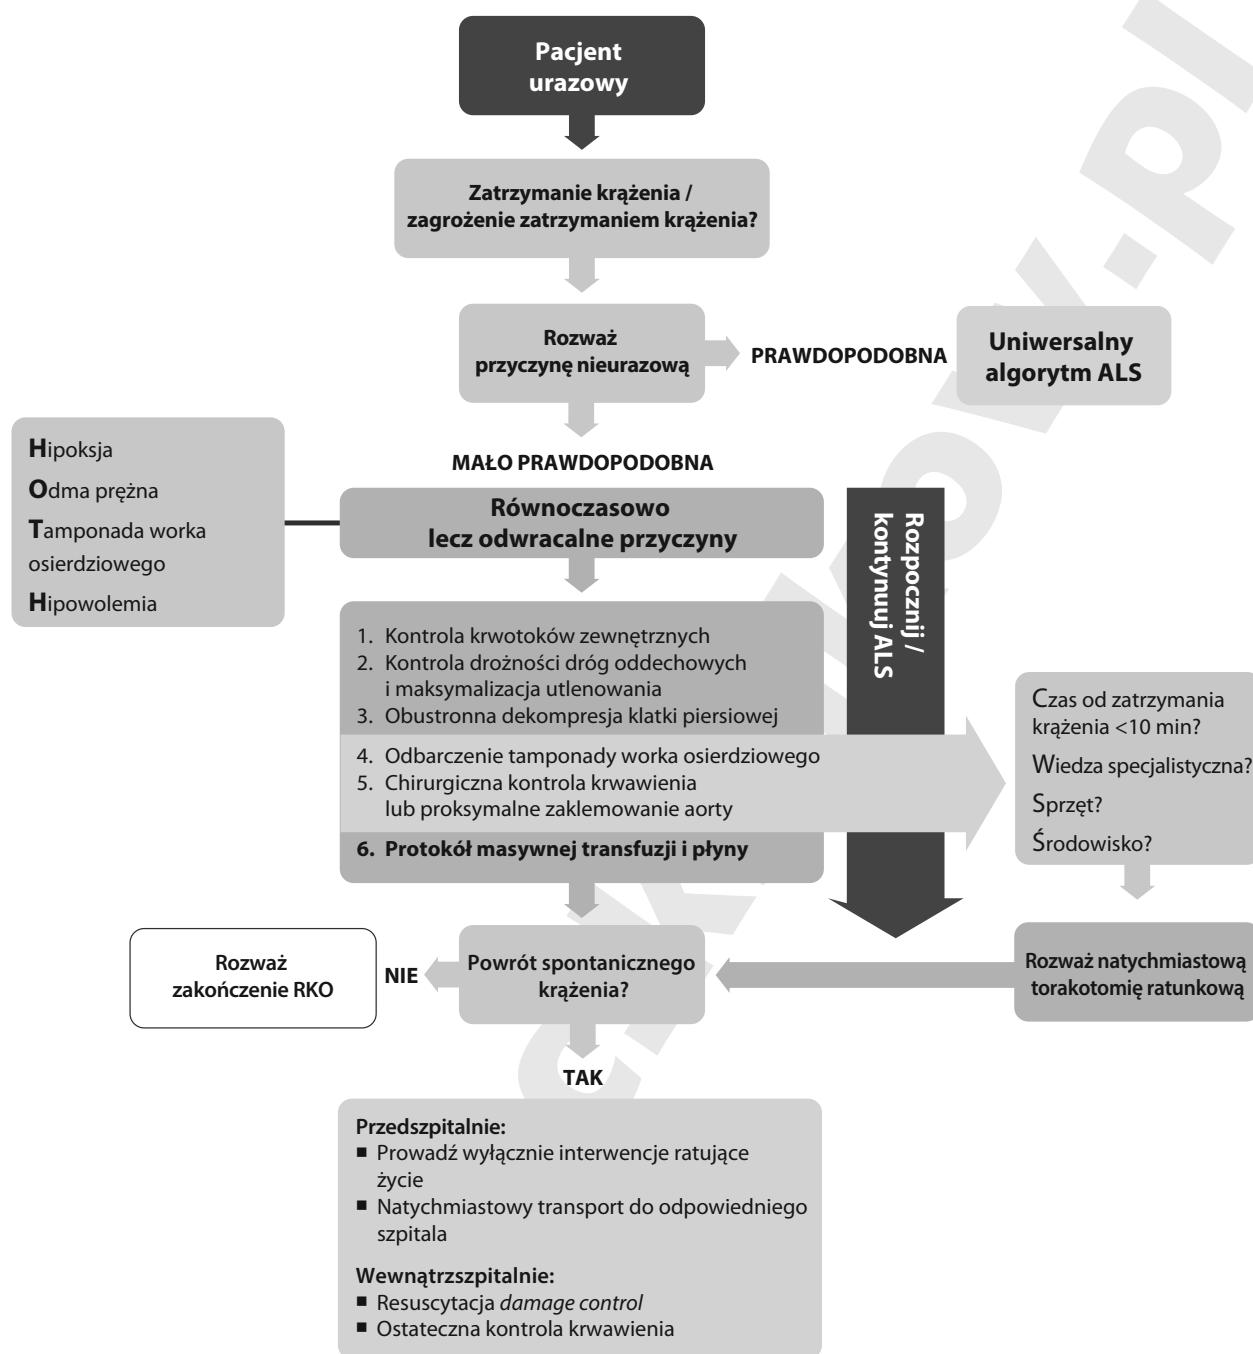 Pacjent
urazowy
Zatrzymanie krążenia /
zagrożenie zatrzymaniem krążenia?
Rozważ
przyczynę nieurazową
PRAWDOPODOBNA
Uniwersalny
algorytm ALS
MAŁO PRAWDOPODOBNA
Hipoksja
Odma prężna
Tamponada worka
osierdziowego
Hipowolemia
Równoczasowo
lecz odwracalne przyczyny
Rozpocznij /
kontynuuj ALS
1. Kontrola krwotoków zewnętrznych
2. Kontrola drożności dróg oddechowych
i maksymalizacja utlenowania
3. Obustronna dekompresja klatki piersiowej
4. Odbarczenie tamponady worka osierdziowego
5. Chirurgiczna kontrola krwawienia
lub proksymalne zaklemowanie aorty
6. Protokół masywnej transfuzji i płyny
Czas od zatrzymania
krążenia <10 min?
Wiedza specjalistyczna?
Sprzęt?
Środowisko?
Rozważ natychmiastową
torakotomię ratunkową
Powrót spontanicznego
krążenia?
NIE
Rozważ
zakończenie RKO
TAK
Przedszpitalnie:
■ Prowadź wyłącznie interwencje ratujące
życie
■ Natychmiastowy transport do odpowiedniego
szpitala
Wewnątrzszpitalnie:
■ Resuscytacja damage control
■ Ostateczna kontrola krwawienia